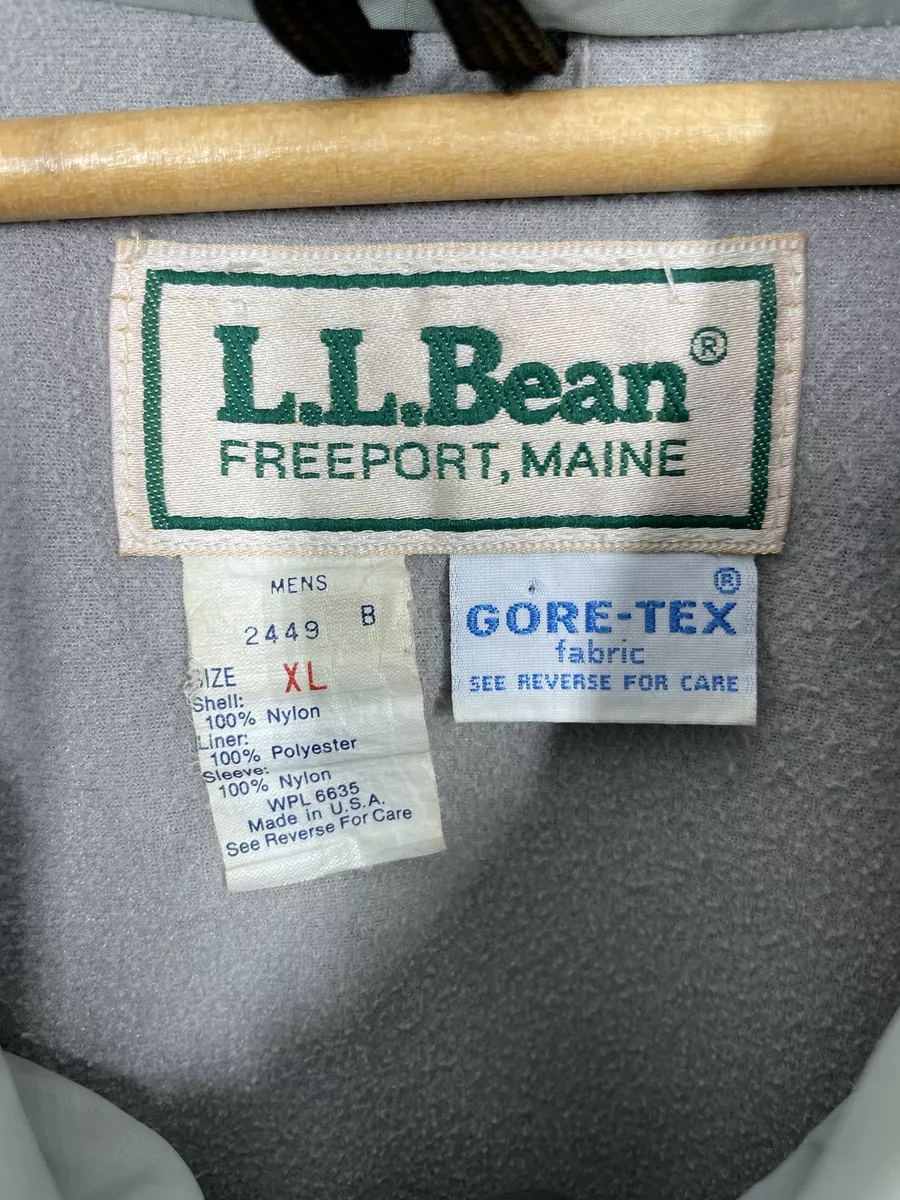 L.L.Bean®
FREEPORT, MAINE
MENS
2449 B
SIZE XL
Shell:
100% Nylon
Liner:
100% Polyester
Sleeve:
100% Nylon
WPL 6635
Made in U.S.A.
See Reverse For Care
®
GORE-TEX
fabric
SEE REVERSE FOR CARE